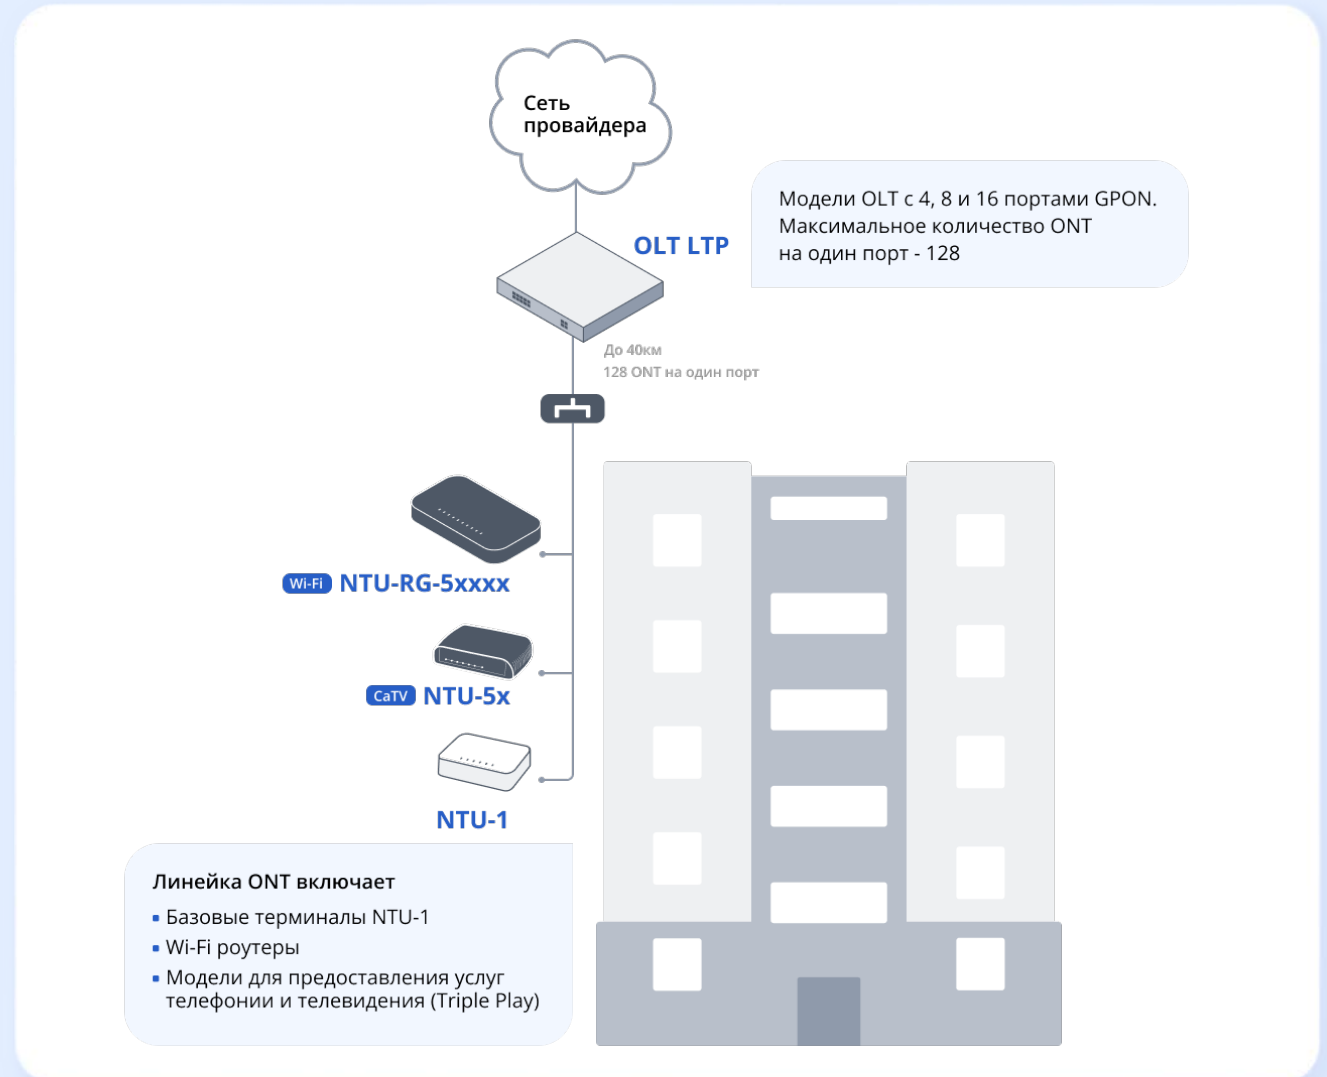 Сеть
провайдера
Модели OLT с 4, 8 и 16 портами GPON.
Максимальное количество ONT
на один порт - 128
OLT LTP
До 40км
128 ONT на один порт
Wi-Fi NTU-RG-5xxxx
CaTV NTU-5x
NTU-1
Линейка ONT включает
Базовые терминалы NTU-1
Wi-Fi роутеры
Модели для предоставления услуг
телефонии и телевидения (Triple Play)